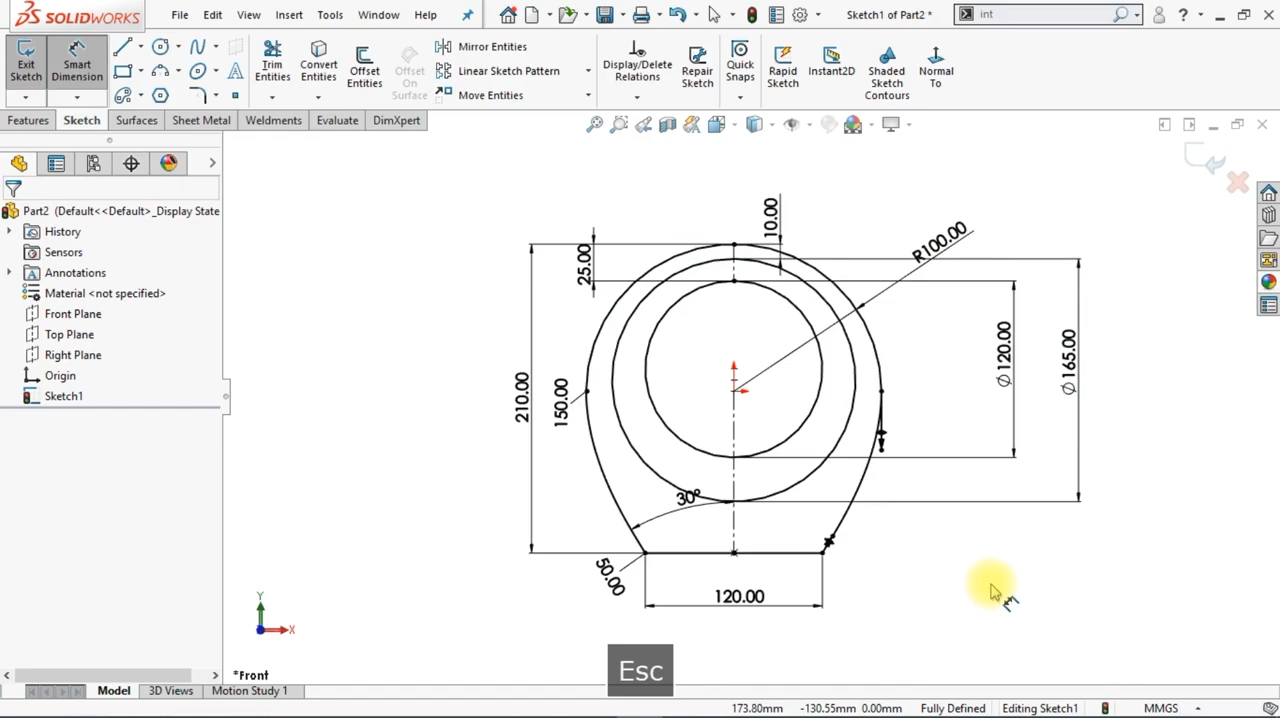 SOLIDWORKS
File Edit View Insert Tools Window Help
Sketch1 of Part2 *
int
Exit Sketch
Smart Dimension
Trim Entities
Convert Entities
Offset Entities
Offset On Surface
Mirror Entities
Linear Sketch Pattern
Move Entities
Display/Delete Relations
Repair Sketch
Quick Snaps
Rapid Sketch
Instant2D
Shaded Sketch Contours
Normal To
Features Sketch Surfaces Sheet Metal Weldments Evaluate DimXpert
Part2 (Default<<Default>_Display State
History
Sensors
Annotations
Material <not specified>
Front Plane
Top Plane
Right Plane
Origin
Sketch1
10.00
25.00
R100.00
210.00
150.00
∅120.00
∅165.00
30°
50.00
120.00
Y
X
*Front
Esc
Model 3D Views Motion Study 1
173.80mm -130.55mm 0.00mm Fully Defined Editing Sketch1 MMGS